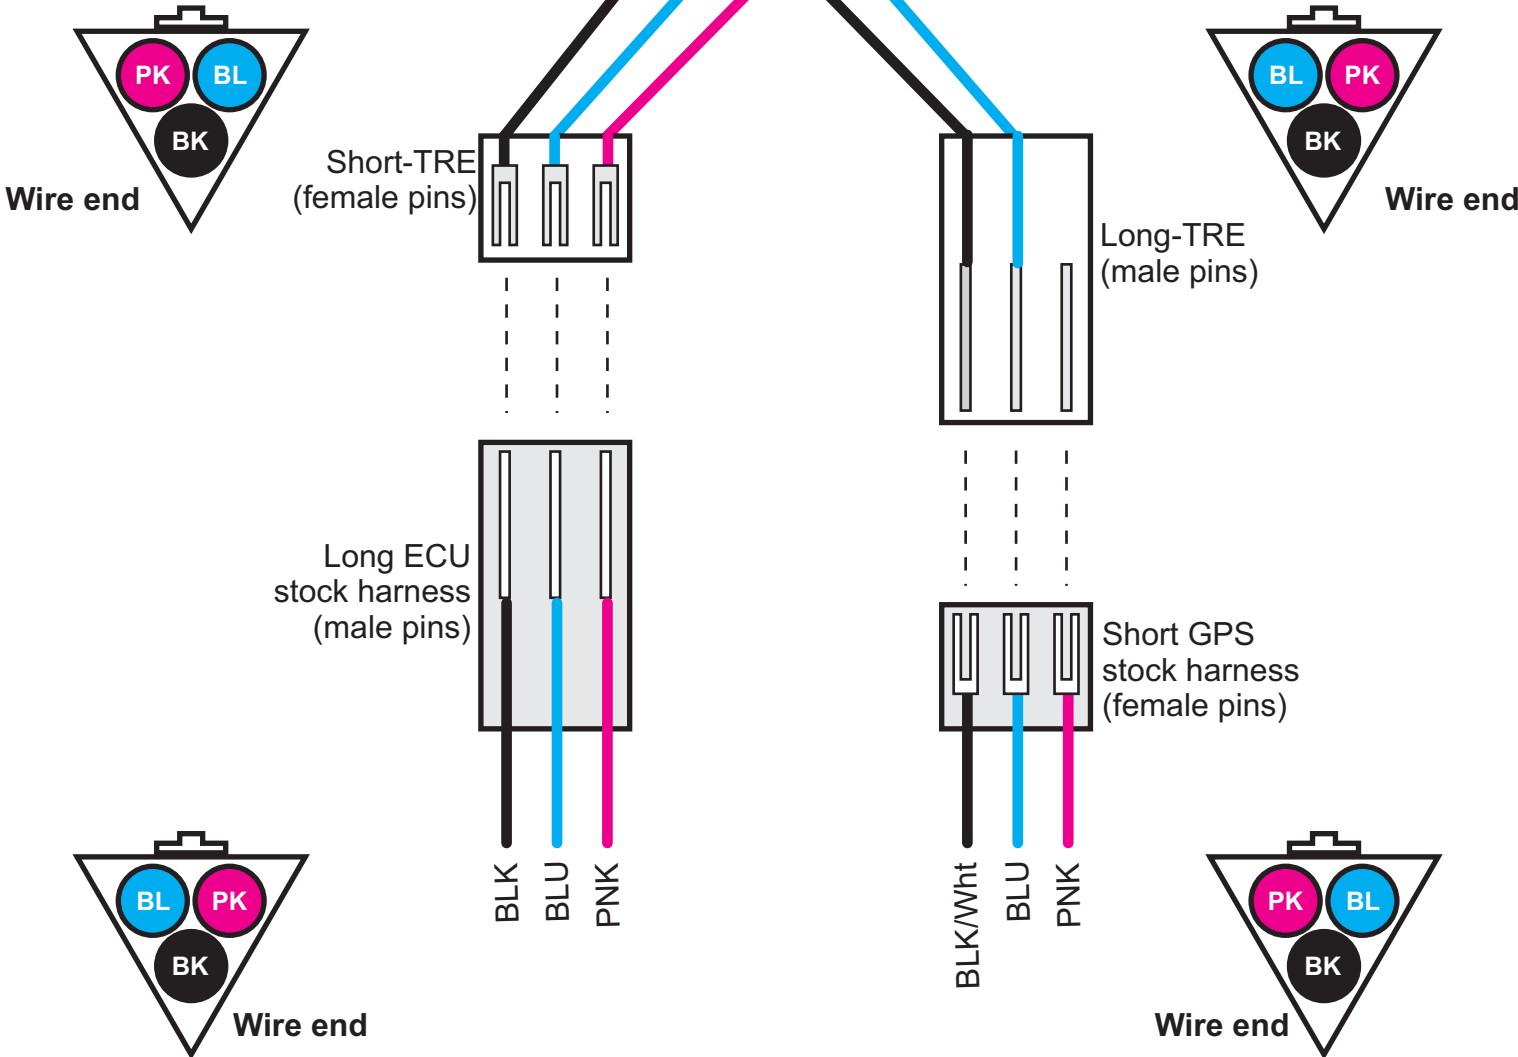 PK BL
BK
Wire end
Short-TRE
(female pins)
BL PK
BK
Wire end
Long-TRE
(male pins)
Long ECU
stock harness
(male pins)
Short GPS
stock harness
(female pins)
BLK
BLU
PNK
BLK/Wht
BLU
PNK
BL PK
BK
Wire end
PK BL
BK
Wire end